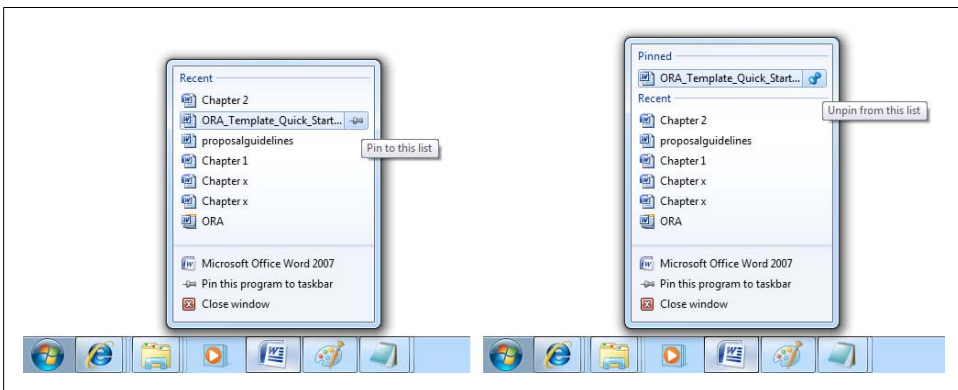 Recent
Chapter 2
ORA_Template_Quick_Start...
Pin to this list
proposalguidelines
Chapter 1
Chapter x
Chapter x
ORA
Microsoft Office Word 2007
Pin this program to taskbar
Close window
Pinned
ORA_Template_Quick_Start...
Unpin from this list
Recent
Chapter 2
proposalguidelines
Chapter 1
Chapter x
Chapter x
ORA
Microsoft Office Word 2007
Pin this program to taskbar
Close window